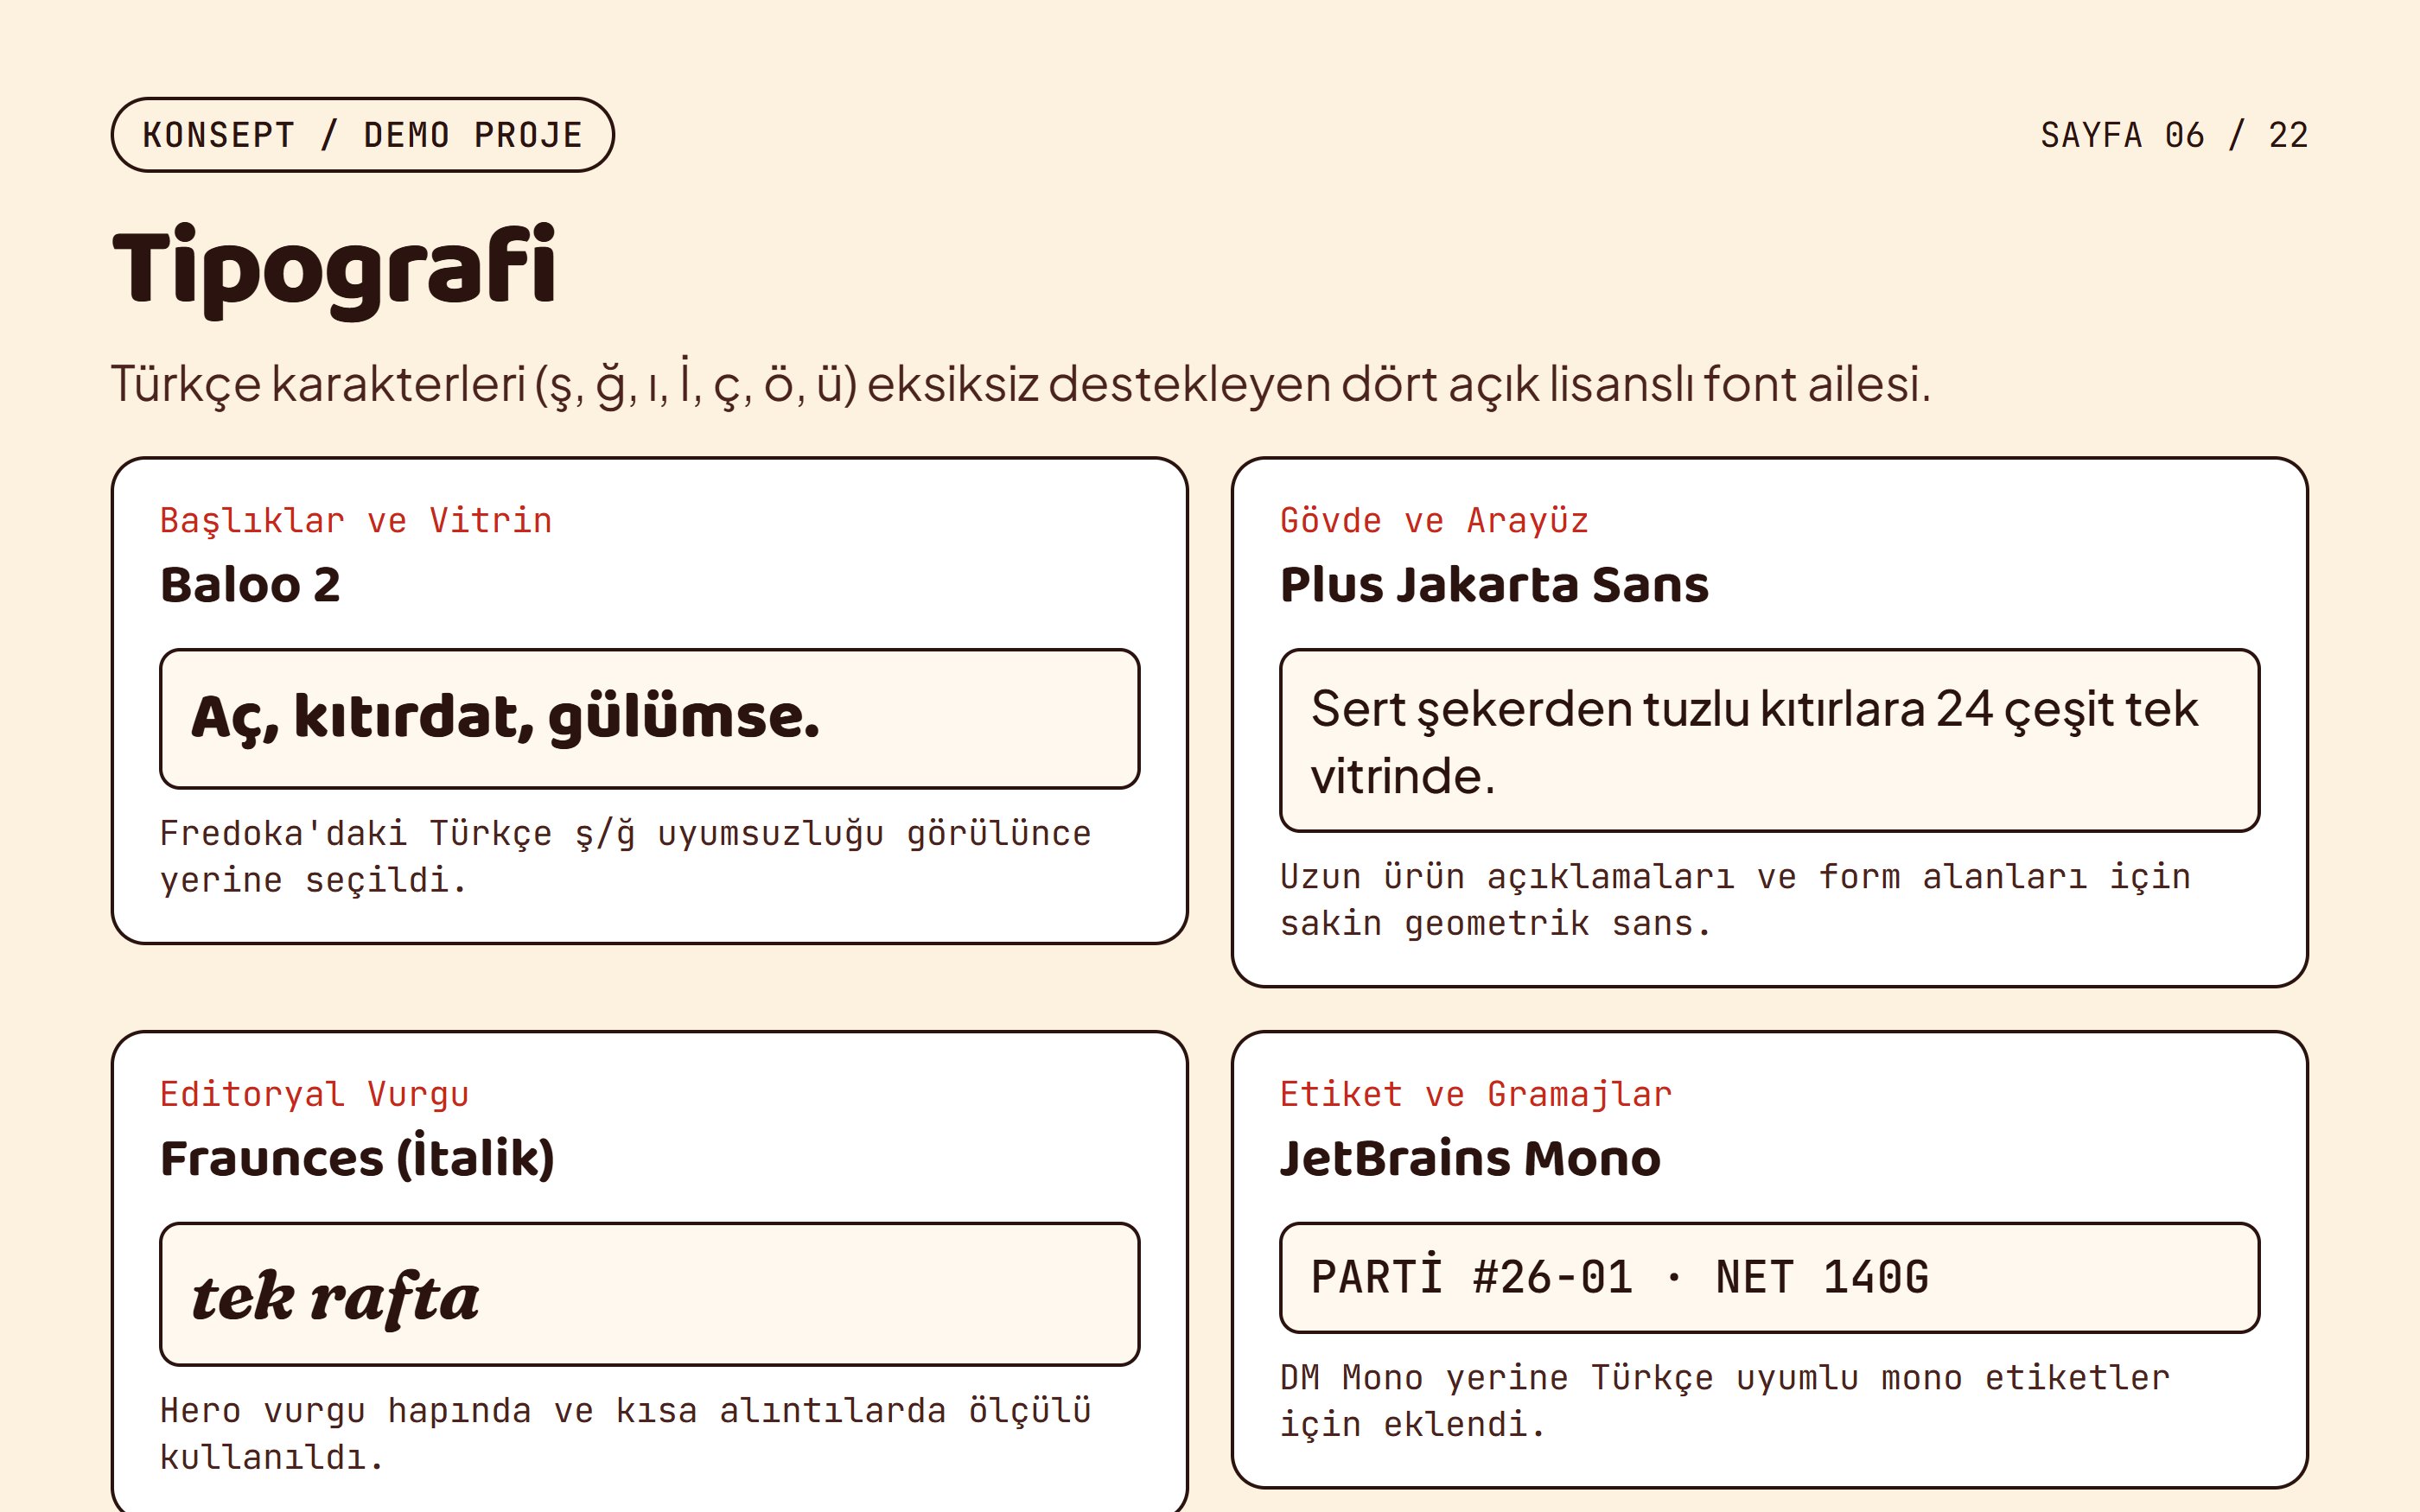 KONSEPT / DEMO PROJE
SAYFA 06 / 22
Tipografi
Türkçe karakterleri (ş, ğ, ı, İ, ç, ö, ü) eksiksiz destekleyen dört açık lisanslı font ailesi.
Başlıklar ve Vitrin
Baloo 2
Aç, kıtırdat, gülümse.
Fredoka'daki Türkçe ş/ğ uyumsuzluğu görülünce
yerine seçildi.
Gövde ve Arayüz
Plus Jakarta Sans
Sert şekerden tuzlu kıtırlara 24 çeşit tek
vitrinde.
Uzun ürün açıklamaları ve form alanları için
sakin geometrik sans.
Editoryal Vurgu
Fraunces (İtalik)
tek rafta
Hero vurgu hapında ve kısa alıntılarda ölçülü
kullanıldı.
Etiket ve Gramajlar
JetBrains Mono
PARTİ #26-01 · NET 140G
DM Mono yerine Türkçe uyumlu mono etiketler
için eklendi.